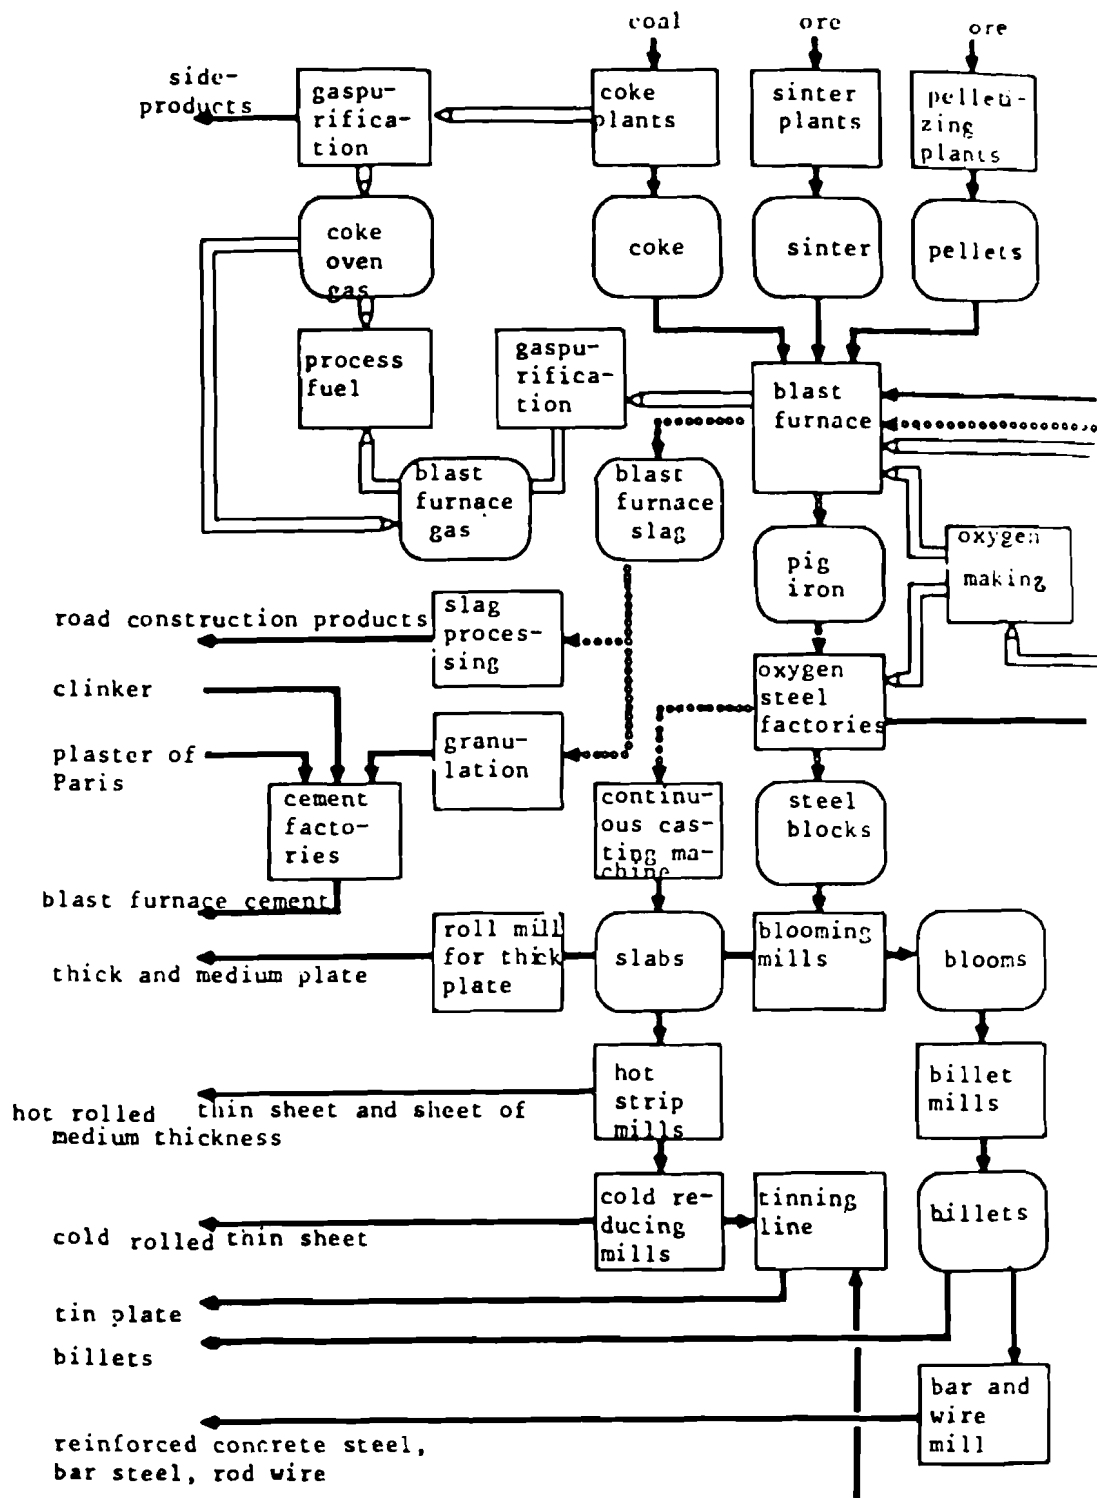 coal
ore
ore
side-
products
gaspu-
rifica-
tion
coke
plants
sinter
plants
pelleti-
zing
plants
coke
oven
gas
coke
sinter
pellets
process
fuel
gaspu-
rifica-
tion
blast
furnace
blast
furnace
gas
blast
furnace
slag
pig
iron
oxygen
making
road construction products
slag
proces-
sing
oxygen
steel
factories
clinker
plaster of
Paris
granu-
lation
cement
facto-
ries
continu-
ous cas-
ting ma-
chine
steel
blocks
blast furnace cement
roll mill
for thick
plate
slabs
blooming
mills
blooms
thick and medium plate
hot
strip
mills
billet
mills
hot rolled thin sheet and sheet of
medium thickness
cold re-
ducing
mills
tinning
line
billets
cold rolled thin sheet
tin plate
billets
bar and
wire
mill
reinforced concrete steel,
bar steel, rod wire